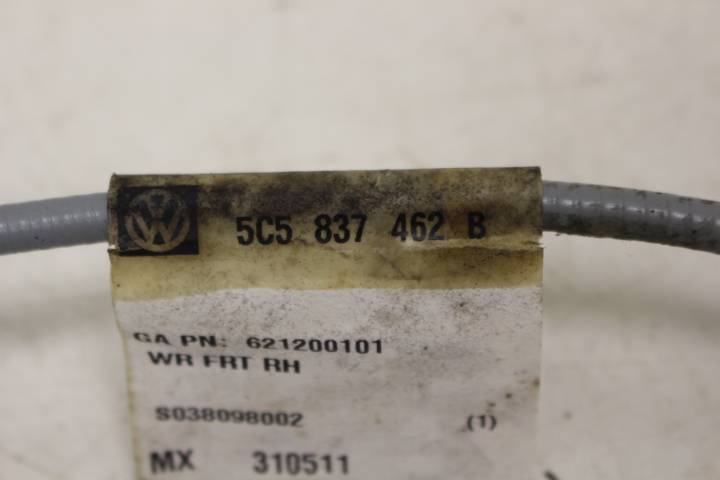 5C5 837 462 B
GA PN: 621200101
WR FRT RH
S038098002 (1)
MX 310511